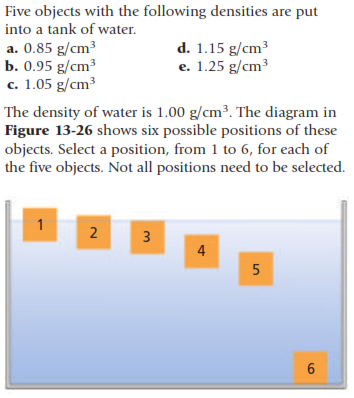 Five objects with the following densities are put
into a tank of water.
a. 0.85 g/cm³ d. 1.15 g/cm³
b. 0.95 g/cm³ e. 1.25 g/cm³
c. 1.05 g/cm³
The density of water is 1.00 g/cm³. The diagram in
Figure 13-26 shows six possible positions of these
objects. Select a position, from 1 to 6, for each of
the five objects. Not all positions need to be selected.
1
2
3
4
5
6